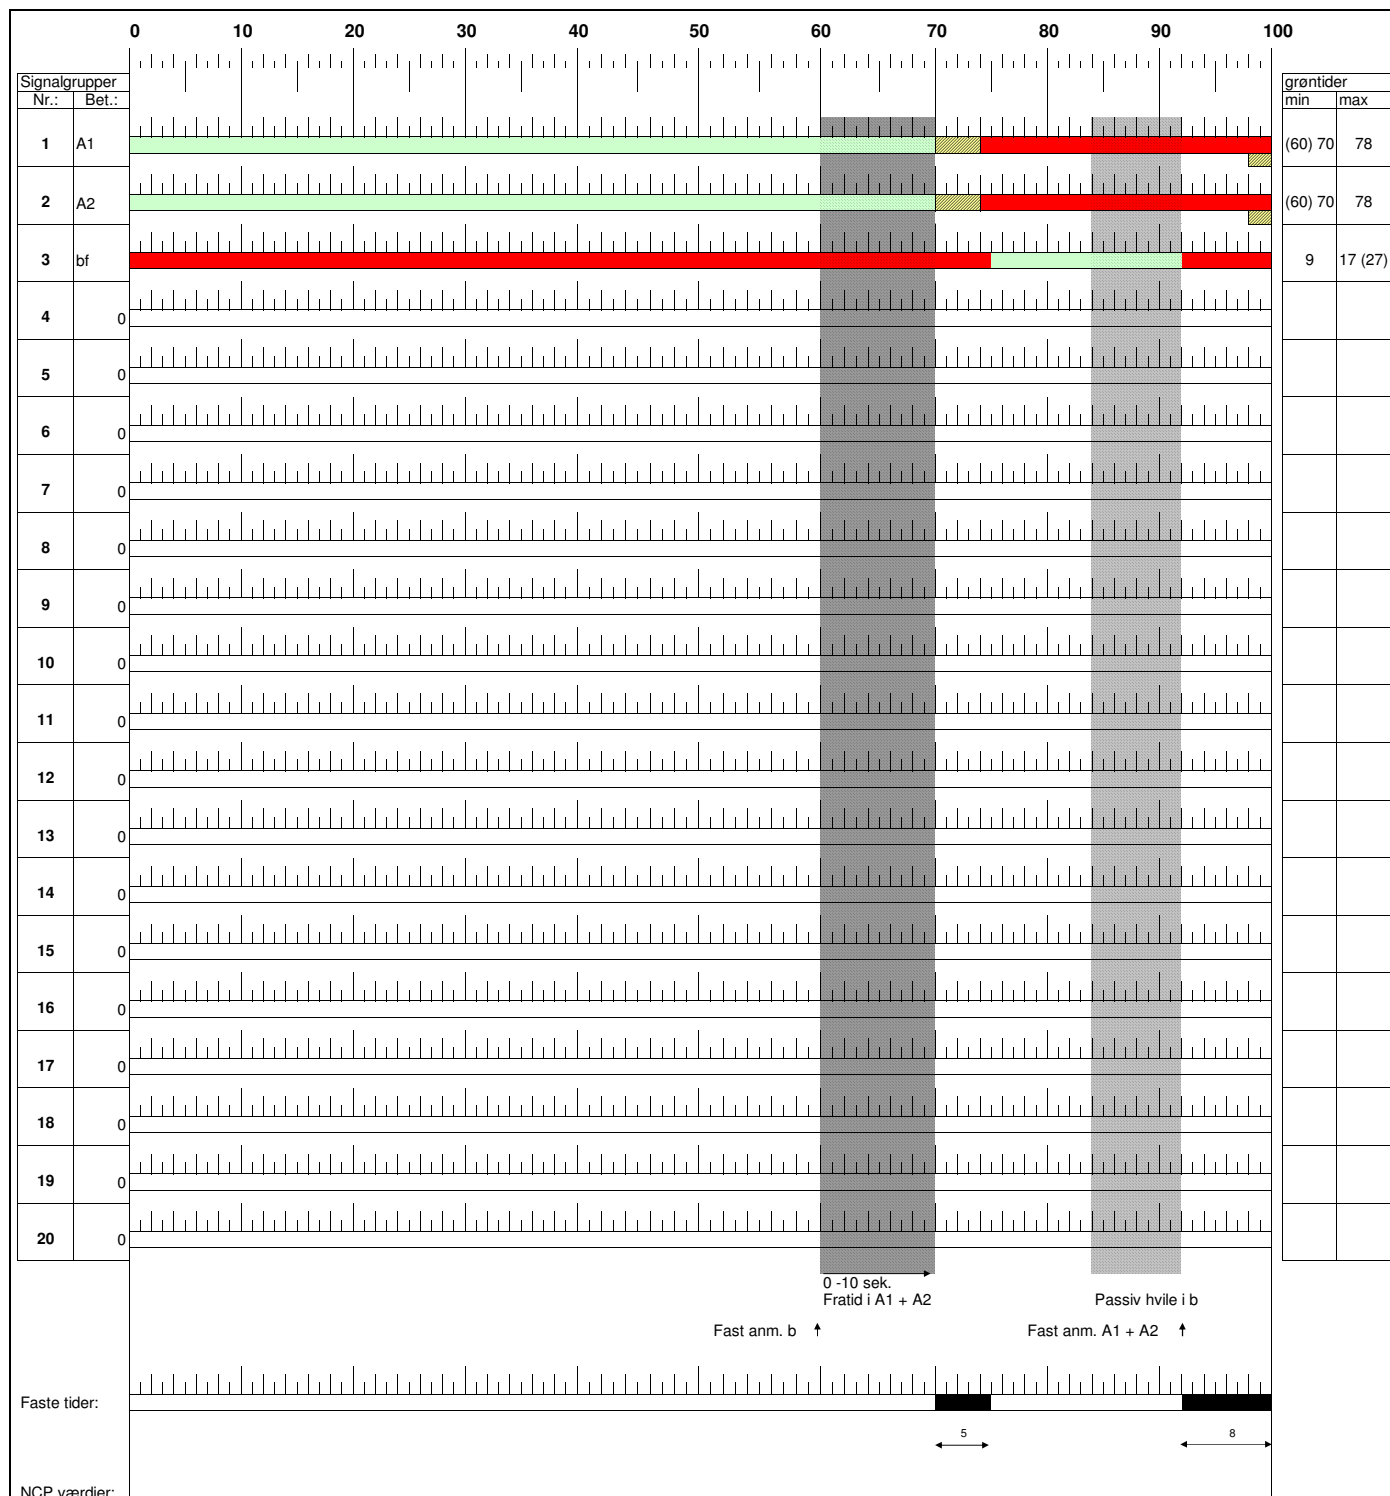 0 10 20 30 40 50 60 70 80 90 100
Signalgrupper
Nr.: Bet.:
grøntider
min max
1 A1 (60) 70 78
2 A2 (60) 70 78
3 bf 9 17 (27)
4 0
5 0
6 0
7 0
8 0
9 0
10 0
11 0
12 0
13 0
14 0
15 0
16 0
17 0
18 0
19 0
20 0
0 -10 sek.
Fratid i A1 + A2 Passiv hvile i b
Fast anm. b Fast anm. A1 + A2
Faste tider:
5 8
NCP værdier: